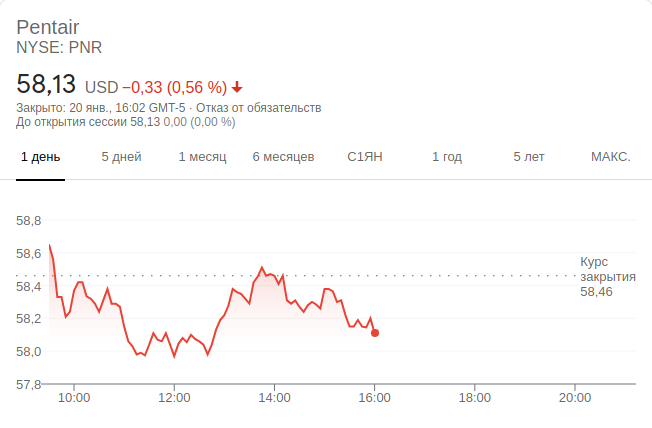 Pentair
NYSE: PNR
58,13 USD −0,33 (0,56 %)
Закрыто: 20 янв., 16:02 GMT-5 · Отказ от обязательств
До открытия сессии 58,13 0,00 (0,00 %)
1 день 5 дней 1 месяц 6 месяцев С1ЯН 1 год 5 лет МАКС.
58,8
58,6
Курс
закрытия
58,46
58,4
58,2
58,0
57,8
10:00 12:00 14:00 16:00 18:00 20:00